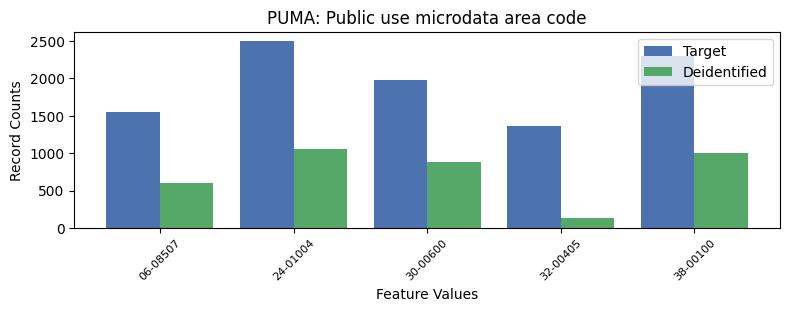 PUMA: Public use microdata area code
Target
Deidentified
Record Counts
2500
2000
1500
1000
500
0
06-08507
24-01004
30-00600
32-00405
38-00100
Feature Values